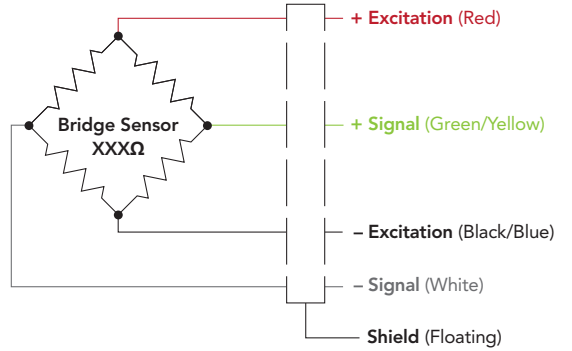 + Excitation (Red)
Bridge Sensor
XXXΩ
+ Signal (Green/Yellow)
– Excitation (Black/Blue)
– Signal (White)
Shield (Floating)